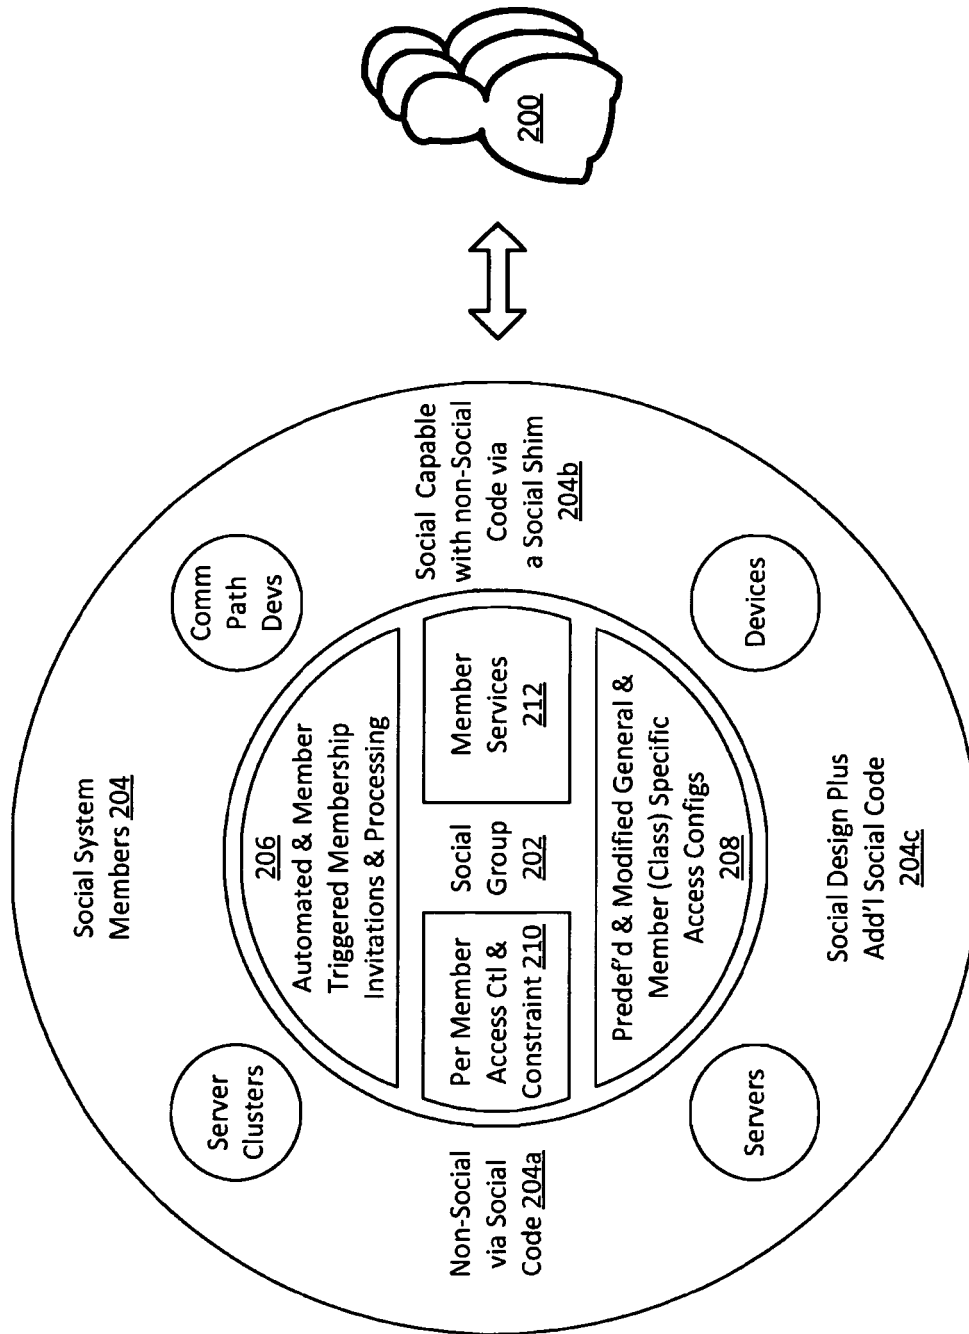 Social System
Members 204
Server
Clusters
Comm
Path
Devs
206
Automated & Member
Triggered Membership
Invitations & Processing
Non-Social
via Social
Code 204a
Per Member
Access Ctl &
Constraint 210
Social
Group
202
Member
Services
212
Social Capable
with non-Social
Code via
a Social Shim
204b
200
Predef'd & Modified General &
Member (Class) Specific
Access Configs
208
Servers
Devices
Social Design Plus
Add'l Social Code
204c